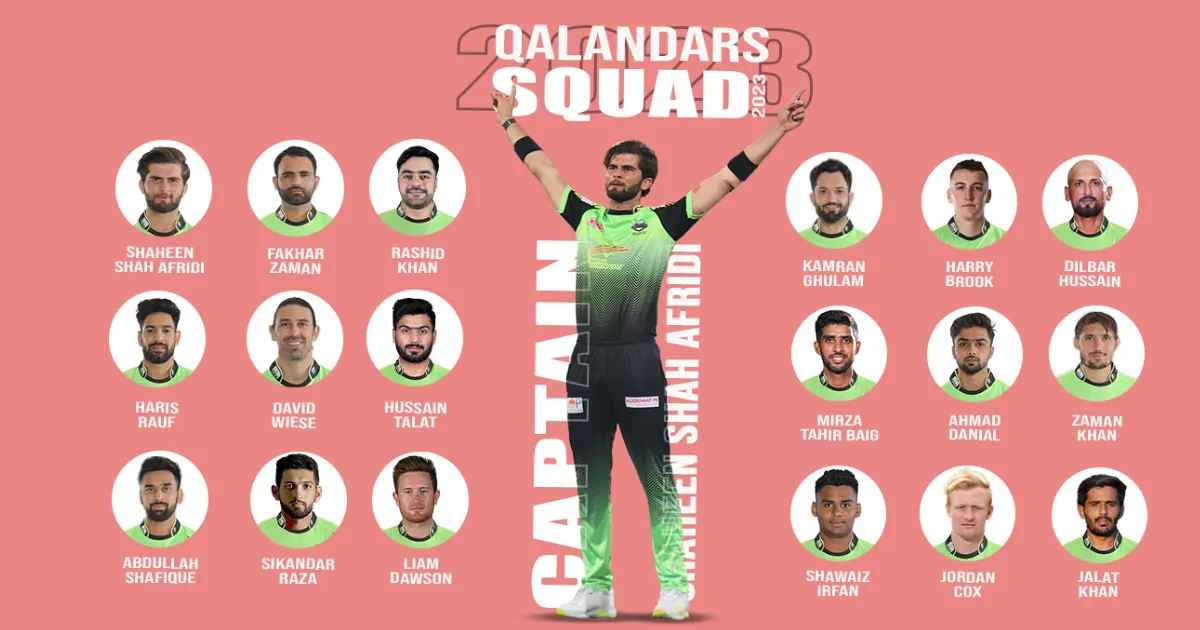 2023
QALANDARS
SQUAD
2023
SHAHEEN
SHAH AFRIDI
FAKHAR
ZAMAN
RASHID
KHAN
HARIS
RAUF
DAVID
WIESE
HUSSAIN
TALAT
ABDULLAH
SHAFIQUE
SIKANDAR
RAZA
LIAM
DAWSON
CAPTAIN
SHAHEEN SHAH AFRIDI
KAMRAN
GHULAM
HARRY
BROOK
DILBAR
HUSSAIN
MIRZA
TAHIR BAIG
AHMAD
DANIAL
ZAMAN
KHAN
SHAWAIZ
IRFAN
JORDAN
COX
JALAT
KHAN